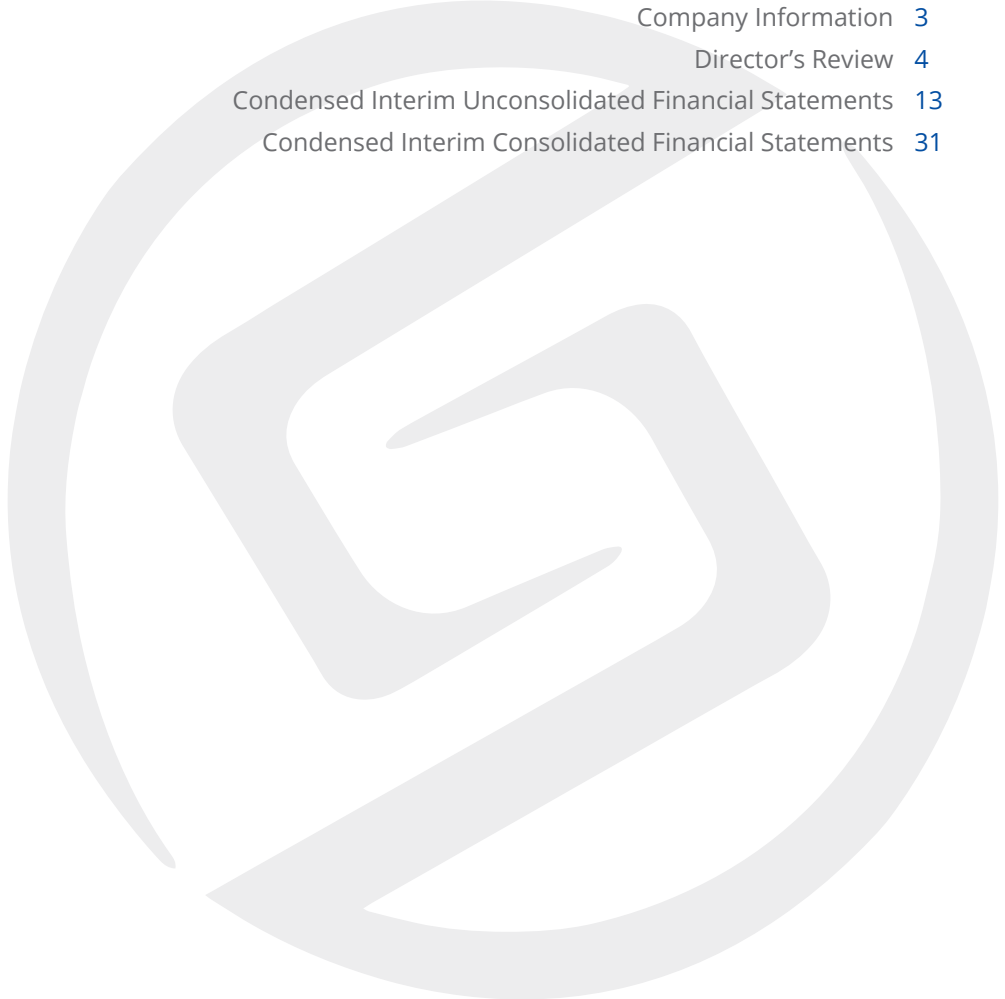 Company Information 3
Director’s Review 4
Condensed Interim Unconsolidated Financial Statements 13
Condensed Interim Consolidated Financial Statements 31